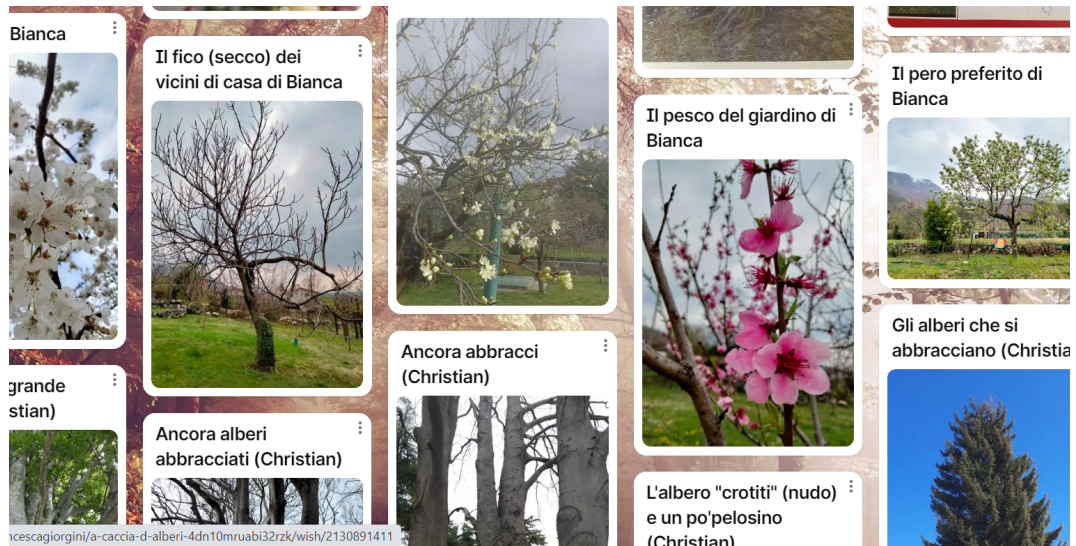 Bianca
grande
stian)
Il fico (secco) dei
vicini di casa di Bianca
Ancora alberi
abbracciati (Christian)
Ancora abbracci
(Christian)
Il pesco del giardino di
Bianca
L'albero "crotiti" (nudo)
e un po'pelosino
(Christian)
Il pero preferito di
Bianca
Gli alberi che si
abbracciano (Christia
ncescagiorgini/a-caccia-d-alberi-4dn10mruabi32rzk/wish/2130891411